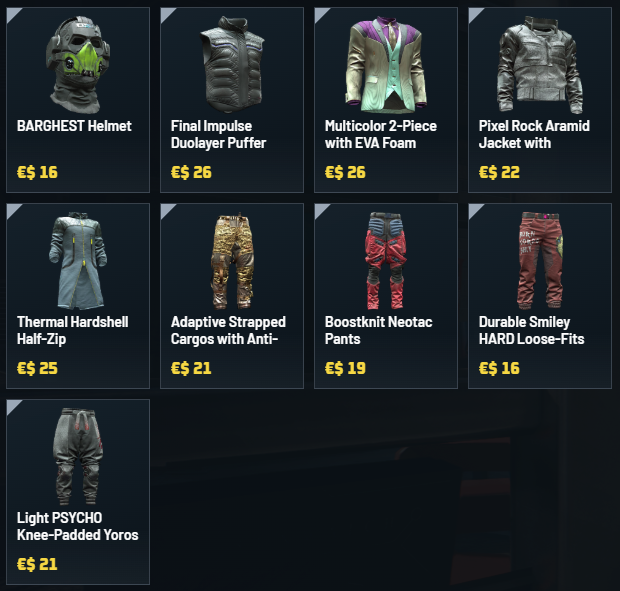 BARGHEST Helmet
€$ 16
Final Impulse
Duolayer Puffer
€$ 26
Multicolor 2-Piece
with EVA Foam
€$ 26
Pixel Rock Aramid
Jacket with
€$ 22
Thermal Hardshell
Half-Zip
€$ 25
Adaptive Strapped
Cargos with Anti-
€$ 21
Boostknit Neotac
Pants
€$ 19
Durable Smiley
HARD Loose-Fits
€$ 16
Light PSYCHO
Knee-Padded Yoros
€$ 21